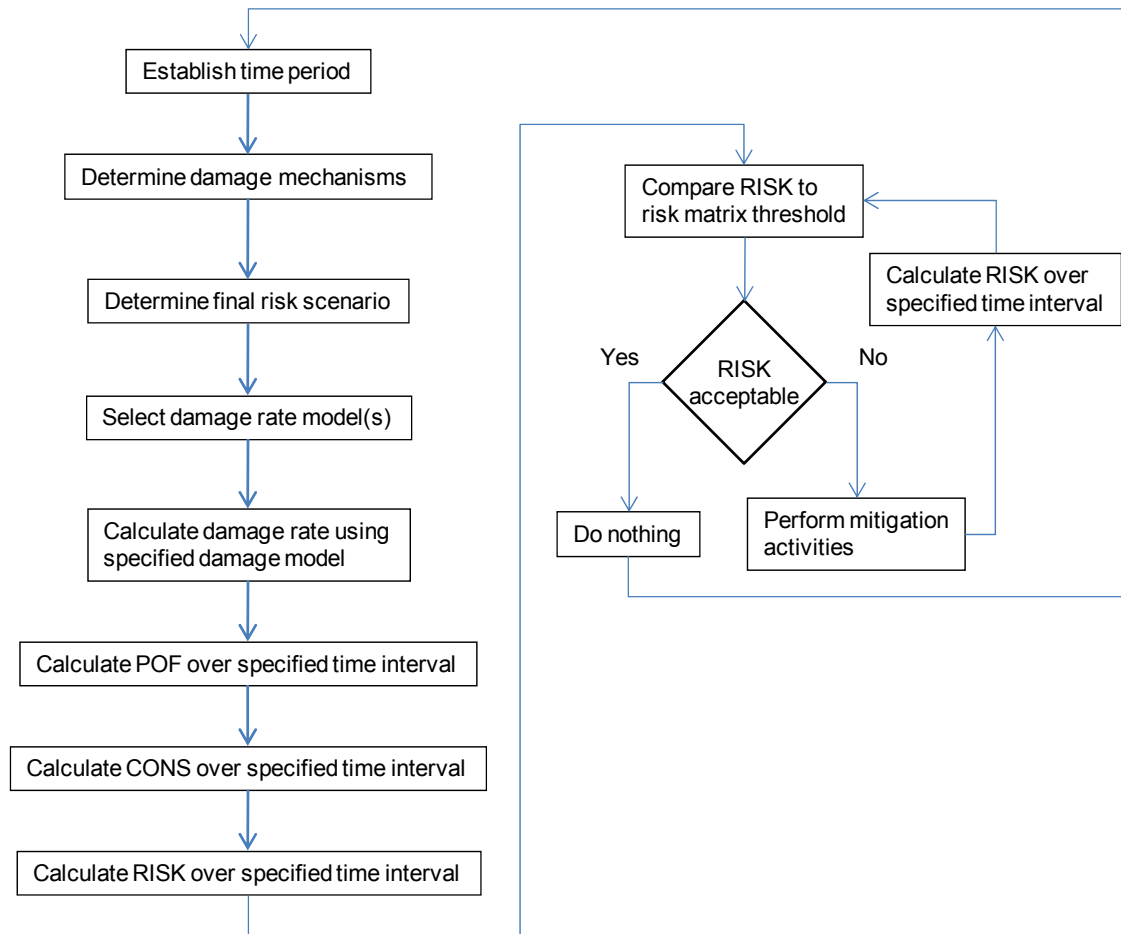 Establish time period
Determine damage mechanisms
Determine final risk scenario
Select damage rate model(s)
Calculate damage rate using
specified damage model
Calculate POF over specified time interval
Calculate CONS over specified time interval
Calculate RISK over specified time interval
Compare RISK to
risk matrix threshold
Calculate RISK over
specified time interval
Yes
No
RISK
acceptable
Do nothing
Perform mitigation
activities